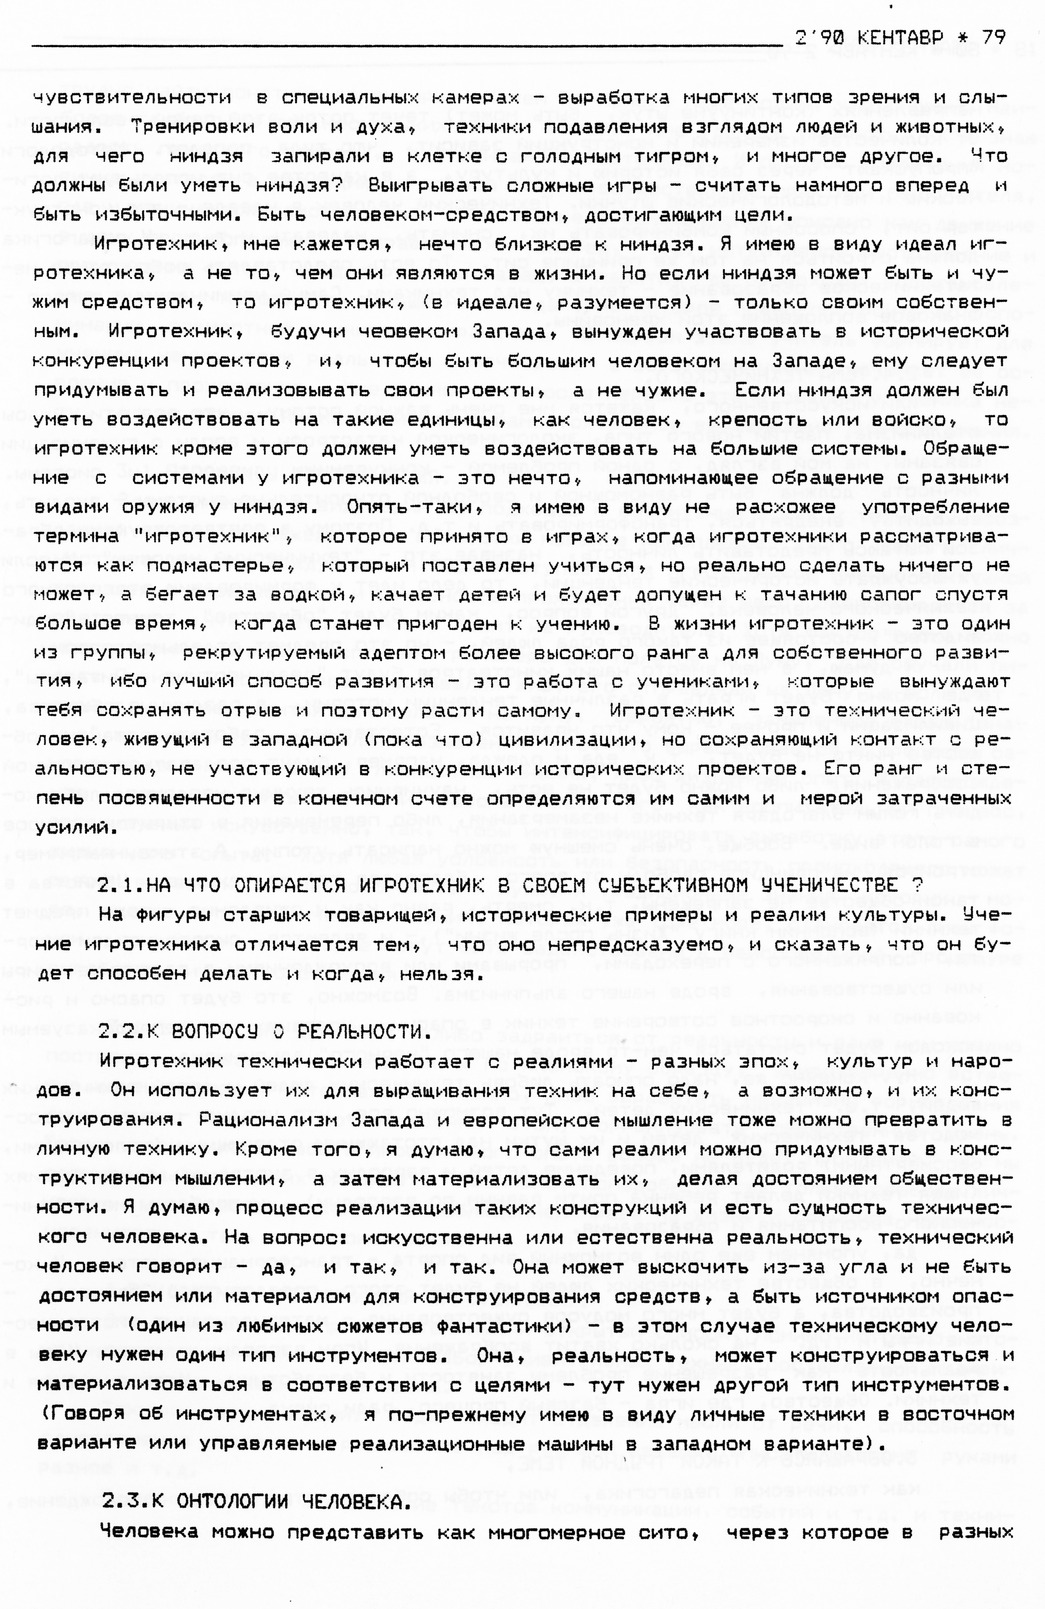 2'90 КЕНТАВР * 79
чувствительности в специальных камерах - выработка многих типов зрения и слы-
шания. Тренировки воли и духа, техники подавления взглядом людей и животных,
для чего ниндзя запирали в клетке с голодным тигром, и многое другое. Что
должны были уметь ниндзя? Выигрывать сложные игры - считать намного вперед и
быть избыточными. Быть человеком-средством, достигающим цели.
Игротехник, мне кажется, нечто близкое к ниндзя. Я имею в виду идеал иг-
ротехника, а не то, чем они являются в жизни. Но если ниндзя может быть и чу-
жим средством, то игротехник, (в идеале, разумеется) - только своим собствен-
ным. Игротехник, будучи чеовеком Запада, вынужден участвовать в исторической
конкуренции проектов, и, чтобы быть большим человеком на Западе, ему следует
придумывать и реализовывать свои проекты, а не чужие. Если ниндзя должен был
уметь воздействовать на такие единицы, как человек, крепость или войско, то
игротехник кроме этого должен уметь воздействовать на большие системы. Обраще-
ние с системами у игротехника - это нечто, напоминающее обращение с разными
видами оружия у ниндзя. Опять-таки, я имею в виду не расхожее употребление
термина "игротехник", которое принято в играх, когда игротехники рассматрива-
ются как подмастерье, который поставлен учиться, но реально сделать ничего не
может, а бегает за водкой, качает детей и будет допущен к тачанию сапог спустя
большое время, когда станет пригоден к учению. В жизни игротехник - это один
из группы, рекрутируемый адептом более высокого ранга для собственного разви-
тия, ибо лучший способ развития - это работа с учениками, которые вынуждают
тебя сохранять отрыв и поэтому расти самому. Игротехник - это технический че-
ловек, живущий в западной (пока что) цивилизации, но сохраняющий контакт с ре-
альностью, не участвующий в конкуренции исторических проектов. Его ранг и сте-
пень посвященности в конечном счете определяются им самим и мерой затраченных
усилий.
2.1.НА ЧТО ОПИРАЕТСЯ ИГРОТЕХНИК В СВОЕМ СУБЪЕКТИВНОМ УЧЕНИЧЕСТВЕ ?
На фигуры старших товарищей, исторические примеры и реалии культуры. Уче-
ние игротехника отличается тем, что оно непредсказуемо, и сказать, что он бу-
дет способен делать и когда, нельзя.
2.2.К ВОПРОСУ О РЕАЛЬНОСТИ.
Игротехник технически работает с реалиями - разных эпох, культур и наро-
дов. Он использует их для выращивания техник на себе, а возможно, и их конс-
труирования. Рационализм Запада и европейское мышление тоже можно превратить в
личную технику. Кроме того, я думаю, что сами реалии можно придумывать в конс-
труктивном мышлении, а затем материализовать их, делая достоянием обществен-
ности. Я думаю, процесс реализации таких конструкций и есть сущность техничес-
кого человека. На вопрос: искусственна или естественна реальность, технический
человек говорит - да, и так, и так. Она может выскочить из-за угла и не быть
достоянием или материалом для конструирования средств, а быть источником опас-
ности (один из любимых сюжетов фантастики) - в этом случае техническому чело-
веку нужен один тип инструментов. Она, реальность, может конструироваться и
материализоваться в соответствии с целями - тут нужен другой тип инструментов.
(Говоря об инструментах, я по-прежнему имею в виду личные техники в восточном
варианте или управляемые реализационные машины в западном варианте).
2.3.К ОНТОЛОГИИ ЧЕЛОВЕКА.
Человека можно представить как многомерное сито, через которое в разных